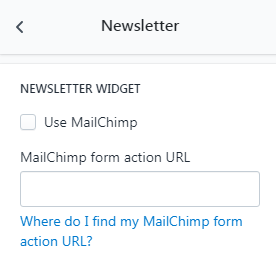 Newsletter
NEWSLETTER WIDGET
Use MailChimp
MailChimp form action URL
Where do I find my MailChimp form
action URL?